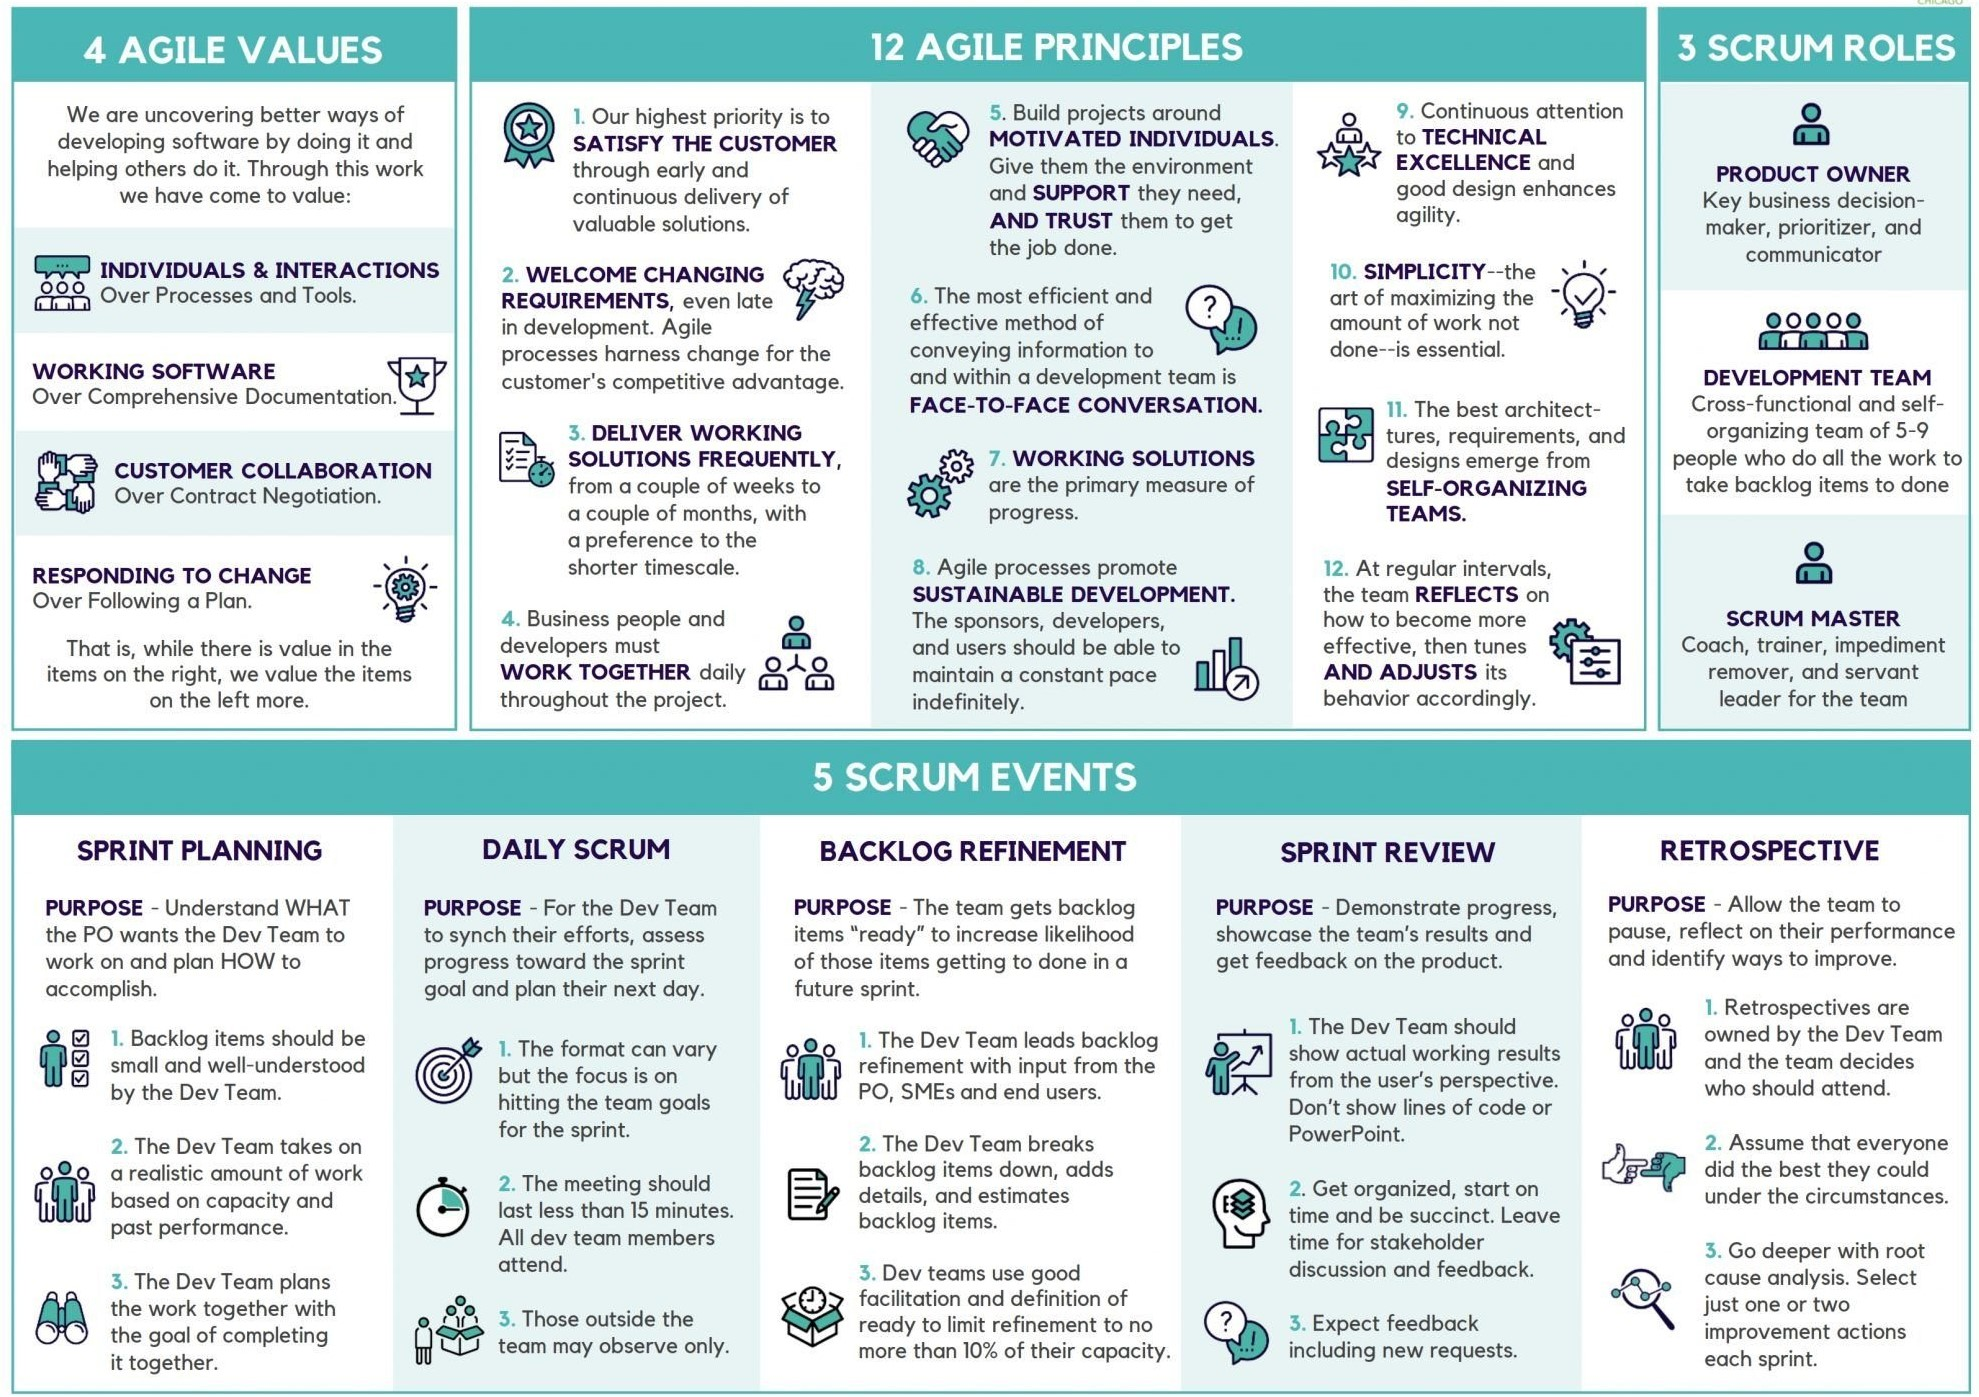 CHICAGO
4 AGILE VALUES
We are uncovering better ways of
developing software by doing it and
helping others do it. Through this work
we have come to value:
INDIVIDUALS & INTERACTIONS
Over Processes and Tools.
WORKING SOFTWARE
Over Comprehensive Documentation.
CUSTOMER COLLABORATION
Over Contract Negotiation.
RESPONDING TO CHANGE
Over Following a Plan.
That is, while there is value in the
items on the right, we value the items
on the left more.
12 AGILE PRINCIPLES
1. Our highest priority is to
SATISFY THE CUSTOMER
through early and
continuous delivery of
valuable solutions.
2. WELCOME CHANGING
REQUIREMENTS, even late
in development. Agile
processes harness change for the
customer's competitive advantage.
3. DELIVER WORKING
SOLUTIONS FREQUENTLY,
from a couple of weeks to
a couple of months, with
a preference to the
shorter timescale.
4. Business people and
developers must
WORK TOGETHER daily
throughout the project.
5. Build projects around
MOTIVATED INDIVIDUALS.
Give them the environment
and SUPPORT they need,
AND TRUST them to get
the job done.
6. The most efficient and
effective method of
conveying information to
and within a development team is
FACE-TO-FACE CONVERSATION.
7. WORKING SOLUTIONS
are the primary measure of
progress.
8. Agile processes promote
SUSTAINABLE DEVELOPMENT.
The sponsors, developers,
and users should be able to
maintain a constant pace
indefinitely.
9. Continuous attention
to TECHNICAL
EXCELLENCE and
good design enhances
agility.
10. SIMPLICITY--the
art of maximizing the
amount of work not
done--is essential.
11. The best architect-
tures, requirements, and
designs emerge from
SELF-ORGANIZING
TEAMS.
12. At regular intervals,
the team REFLECTS on
how to become more
effective, then tunes
AND ADJUSTS its
behavior accordingly.
3 SCRUM ROLES
PRODUCT OWNER
Key business decision-
maker, prioritizer, and
communicator
DEVELOPMENT TEAM
Cross-functional and self-
organizing team of 5-9
people who do all the work to
take backlog items to done
SCRUM MASTER
Coach, trainer, impediment
remover, and servant
leader for the team
5 SCRUM EVENTS
SPRINT PLANNING
PURPOSE - Understand WHAT
the PO wants the Dev Team to
work on and plan HOW to
accomplish.
1. Backlog items should be
small and well-understood
by the Dev Team.
2. The Dev Team takes on
a realistic amount of work
based on capacity and
past performance.
3. The Dev Team plans
the work together with
the goal of completing
it together.
DAILY SCRUM
PURPOSE - For the Dev Team
to synch their efforts, assess
progress toward the sprint
goal and plan their next day.
1. The format can vary
but the focus is on
hitting the team goals
for the sprint.
2. The meeting should
last less than 15 minutes.
All dev team members
attend.
3. Those outside the
team may observe only.
BACKLOG REFINEMENT
PURPOSE - The team gets backlog
items “ready” to increase likelihood
of those items getting to done in a
future sprint.
1. The Dev Team leads backlog
refinement with input from the
PO, SMEs and end users.
2. The Dev Team breaks
backlog items down, adds
details, and estimates
backlog items.
3. Dev teams use good
facilitation and definition of
ready to limit refinement to no
more than 10% of their capacity.
SPRINT REVIEW
PURPOSE - Demonstrate progress,
showcase the team’s results and
get feedback on the product.
1. The Dev Team should
show actual working results
from the user’s perspective.
Don’t show lines of code or
PowerPoint.
2. Get organized, start on
time and be succinct. Leave
time for stakeholder
discussion and feedback.
3. Expect feedback
including new requests.
RETROSPECTIVE
PURPOSE - Allow the team to
pause, reflect on their performance
and identify ways to improve.
1. Retrospectives are
owned by the Dev Team
and the team decides
who should attend.
2. Assume that everyone
did the best they could
under the circumstances.
3. Go deeper with root
cause analysis. Select
just one or two
improvement actions
each sprint.